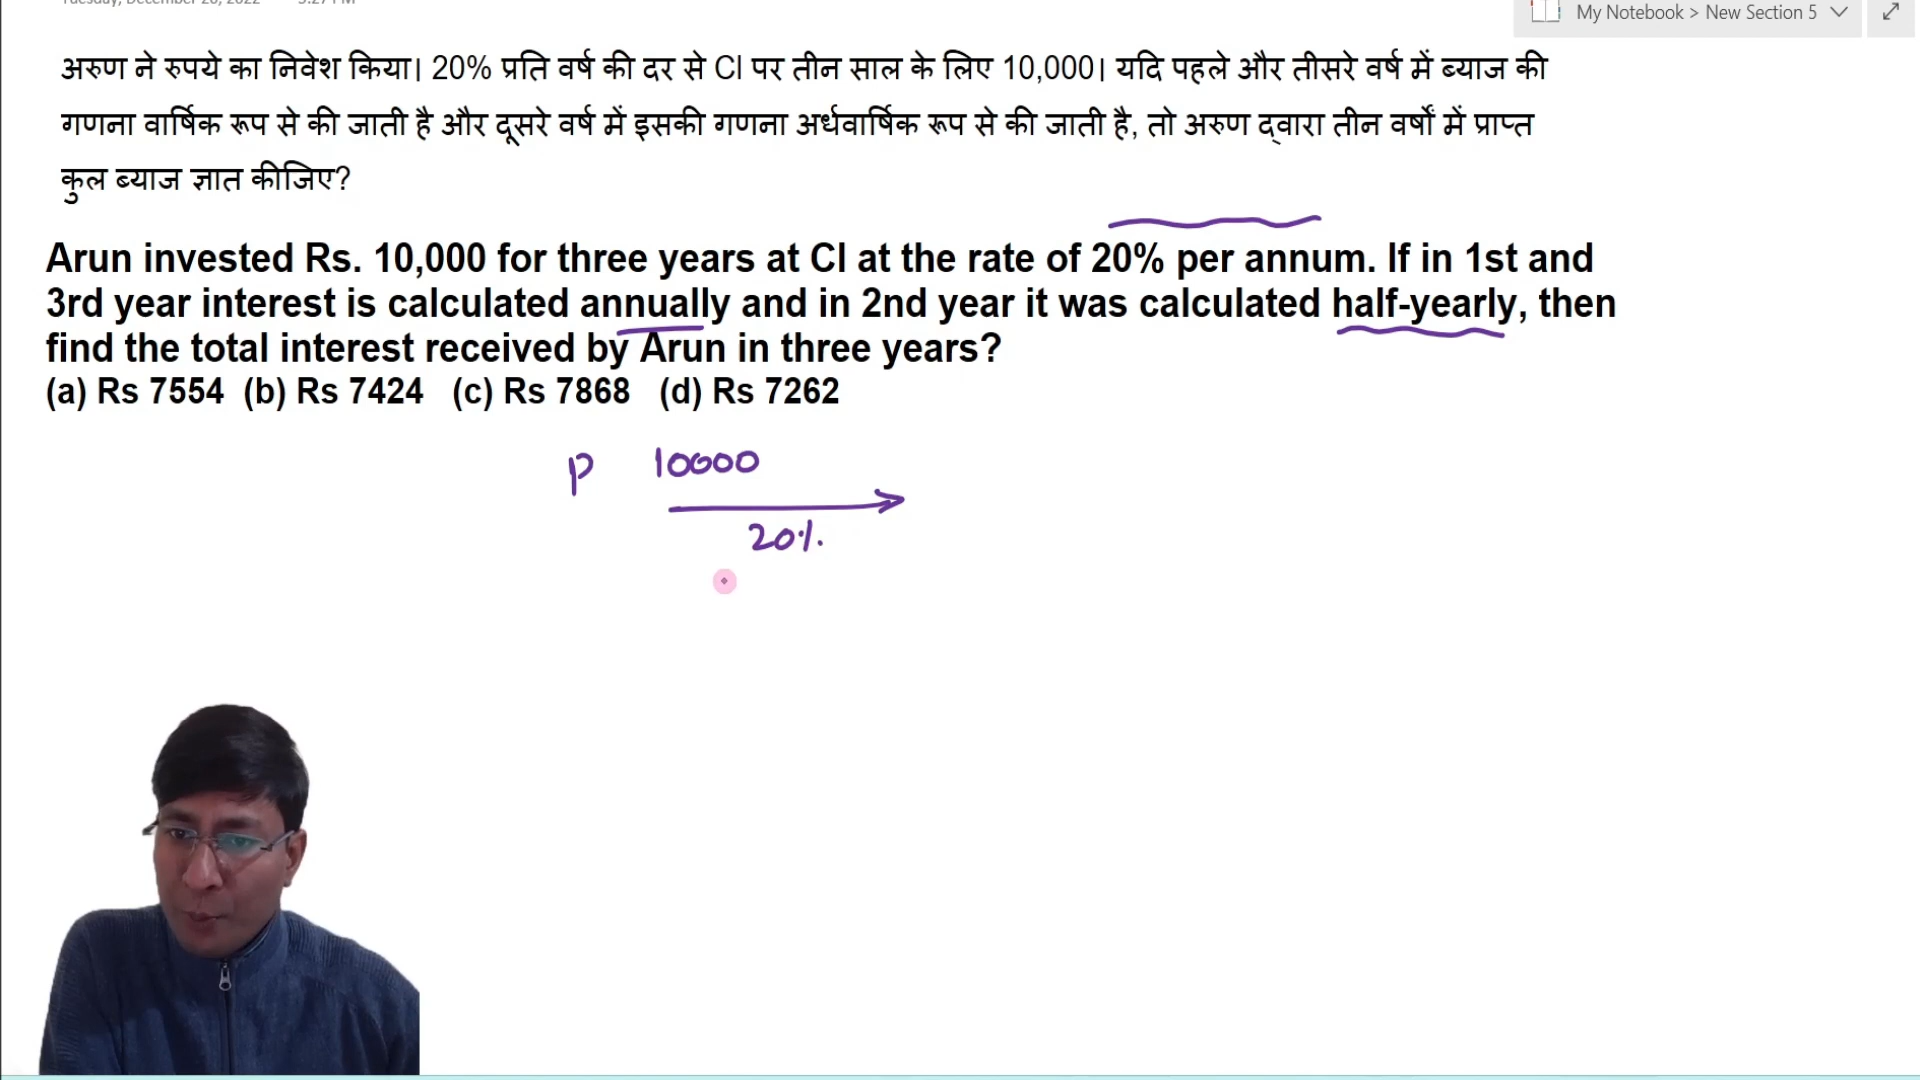 My Notebook > New Section 5
अरुण ने रुपये का निवेश किया। 20% प्रति वर्ष की दर से CI पर तीन साल के लिए 10,000। यदि पहले और तीसरे वर्ष में ब्याज की
गणना वार्षिक रूप से की जाती है और दूसरे वर्ष में इसकी गणना अर्धवार्षिक रूप से की जाती है, तो अरुण द्वारा तीन वर्षों में प्राप्त
कुल ब्याज ज्ञात कीजिए?
Arun invested Rs. 10,000 for three years at CI at the rate of 20% per annum. If in 1st and
3rd year interest is calculated annually and in 2nd year it was calculated half-yearly, then
find the total interest received by Arun in three years?
(a) Rs 7554 (b) Rs 7424 (c) Rs 7868 (d) Rs 7262
P 10000
20%